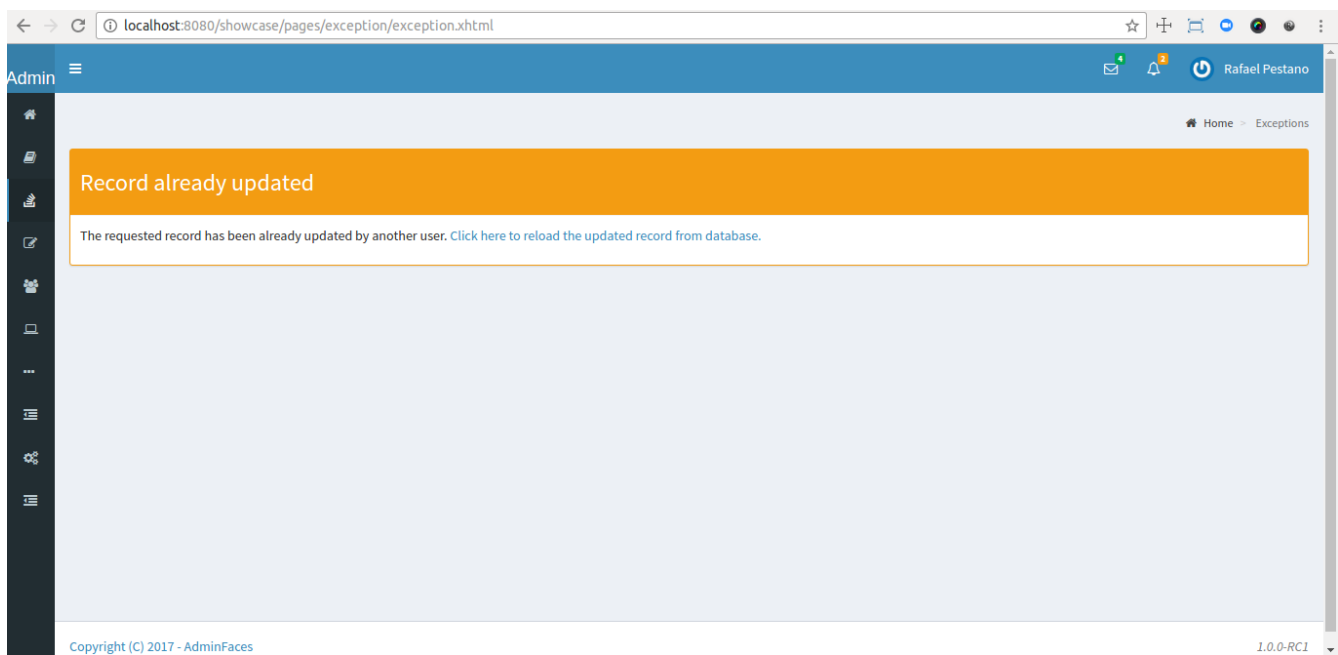 localhost:8080/showcase/pages/exception/exception.xhtml
Admin
4
2
Rafael Pestano
Home > Exceptions
Record already updated
The requested record has been already updated by another user. Click here to reload the updated record from database.
Copyright (C) 2017 - AdminFaces
1.0.0-RC1